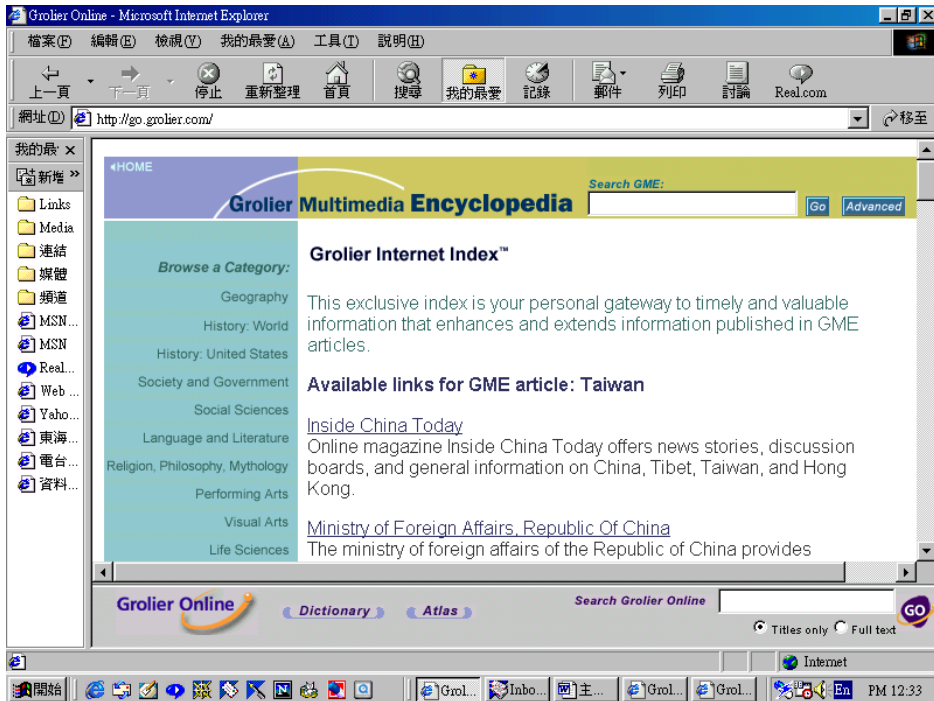 Grolier Online - Microsoft Internet Explorer
檔案(F) 編輯(E) 檢視(V) 我的最愛(A) 工具(T) 說明(H)
上一頁 下一頁 停止 重新整理 首頁 搜尋 我的最愛 記錄 郵件 列印 討論 Real.com
網址(D) http://go.grolier.com/ 移至
我的最
新增 »
Links
Media
連結
媒體
頻道
MSN...
MSN
Real...
Web ...
Yaho...
東海...
電台...
資料...
HOME
Grolier Multimedia Encyclopedia
Search GME:
Go Advanced
Browse a Category:
Geography
History: World
History: United States
Society and Government
Social Sciences
Language and Literature
Religion, Philosophy, Mythology
Performing Arts
Visual Arts
Life Sciences
Grolier Internet Index™
This exclusive index is your personal gateway to timely and valuable
information that enhances and extends information published in GME
articles.
Available links for GME article: Taiwan
Inside China Today
Online magazine Inside China Today offers news stories, discussion
boards, and general information on China, Tibet, Taiwan, and Hong
Kong.
Ministry of Foreign Affairs, Republic Of China
The ministry of foreign affairs of the Republic of China provides
Grolier Online Dictionary Atlas Search Grolier Online GO
Titles only Full text
Internet
開始 Grol... Inbo... 主... Grol... Grol... En PM 12:33